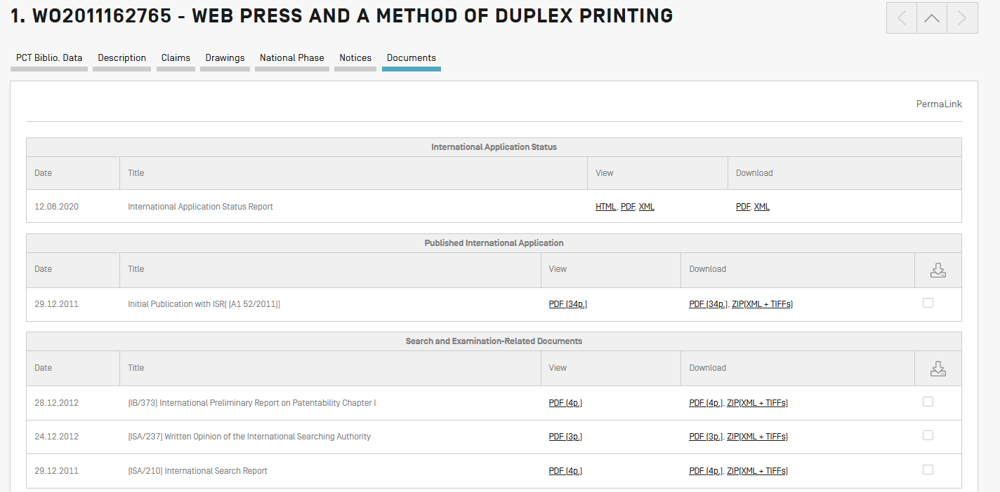 1. WO2011162765 - WEB PRESS AND A METHOD OF DUPLEX PRINTING
PCT Biblio. Data Description Claims Drawings National Phase Notices Documents
PermaLink
International Application Status
Date Title View Download
12.06.2020 International Application Status Report HTML, PDF, XML PDF, XML
Published International Application
Date Title View Download
29.12.2011 Initial Publication with ISR( (A1 52/2011)) PDF (34p.) PDF (34p.), ZIP(XML + TIFFs)
Search and Examination-Related Documents
Date Title View Download
28.12.2012 (IB/373) International Preliminary Report on Patentability Chapter I PDF (4p.) PDF (4p.), ZIP(XML + TIFFs)
24.12.2012 (ISA/237) Written Opinion of the International Searching Authority PDF (3p.) PDF (3p.), ZIP(XML + TIFFs)
29.12.2011 (ISA/210) International Search Report PDF (4p.) PDF (4p.), ZIP(XML + TIFFs)